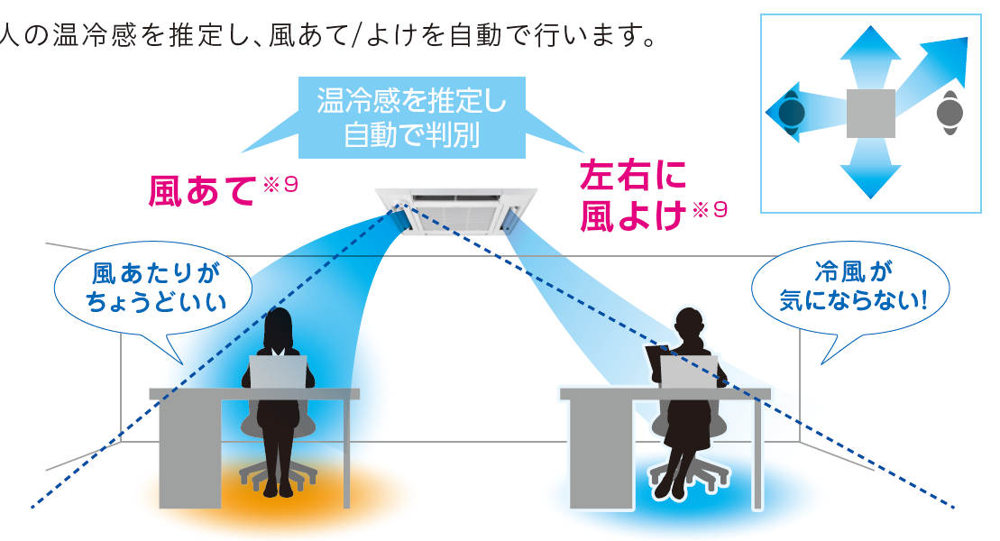 人の温冷感を推定し、風あて/よけを自動で行います。
温冷感を推定し
自動で判別
風あて※9
左右に
風よけ※9
風あたりが
ちょうどいい
冷風が
気にならない!